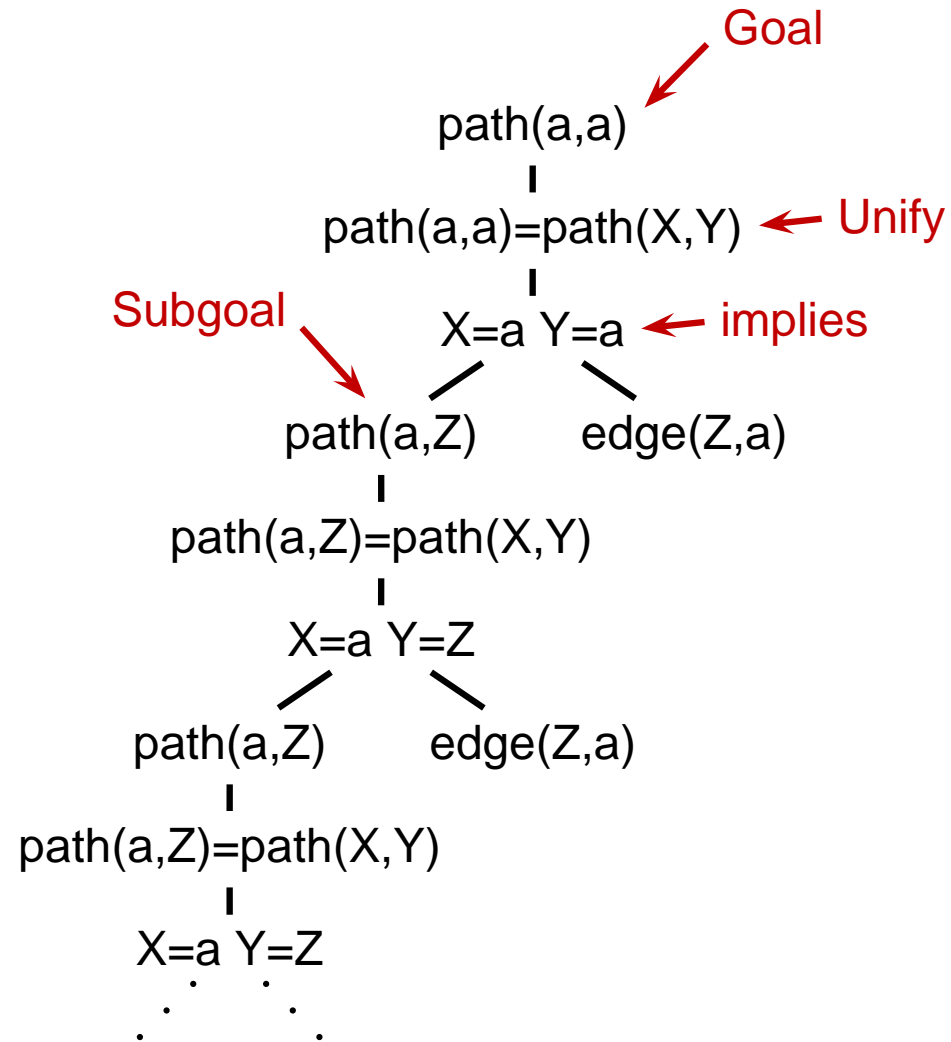 Goal
path(a,a)
path(a,a)=path(X,Y)
Unify
Subgoal
X=a Y=a
implies
path(a,Z)
edge(Z,a)
path(a,Z)=path(X,Y)
X=a Y=Z
path(a,Z)
edge(Z,a)
path(a,Z)=path(X,Y)
X=a Y=Z